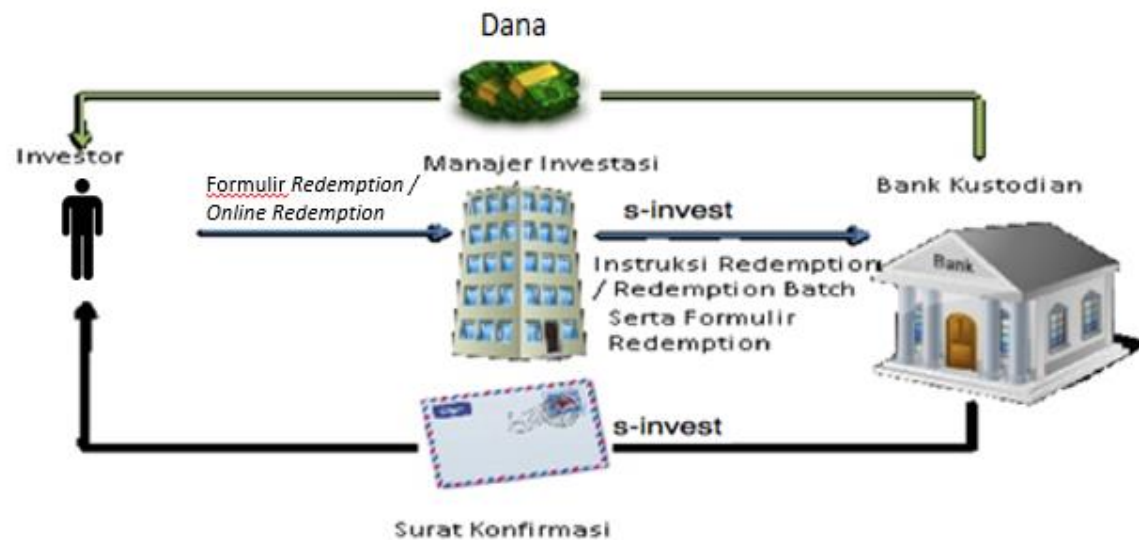 Dana
Investor
Manajer Investasi
Bank Kustodian
Formulir Redemption /
Online Redemption
s-invest
Bank
Instruksi Redemption
/ Redemption Batch
Serta Formulir
Redemption
s-invest
Surat Konfirmasi